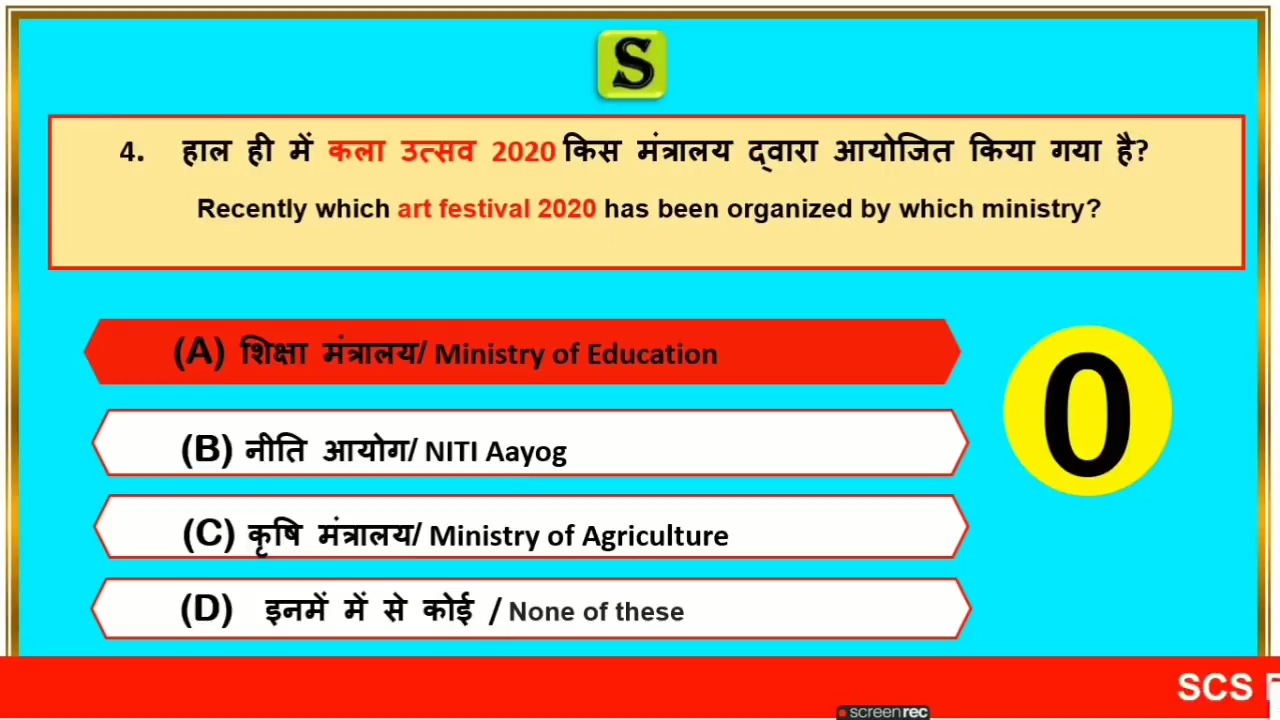 S
4. हाल ही में कला उत्सव 2020 किस मंत्रालय द्वारा आयोजित किया गया है?
Recently which art festival 2020 has been organized by which ministry?
(A) शिक्षा मंत्रालय/ Ministry of Education
0
(B) नीति आयोग/ NITI Aayog
(C) कृषि मंत्रालय/ Ministry of Agriculture
(D) इनमें में से कोई / None of these
SCS
screenrec